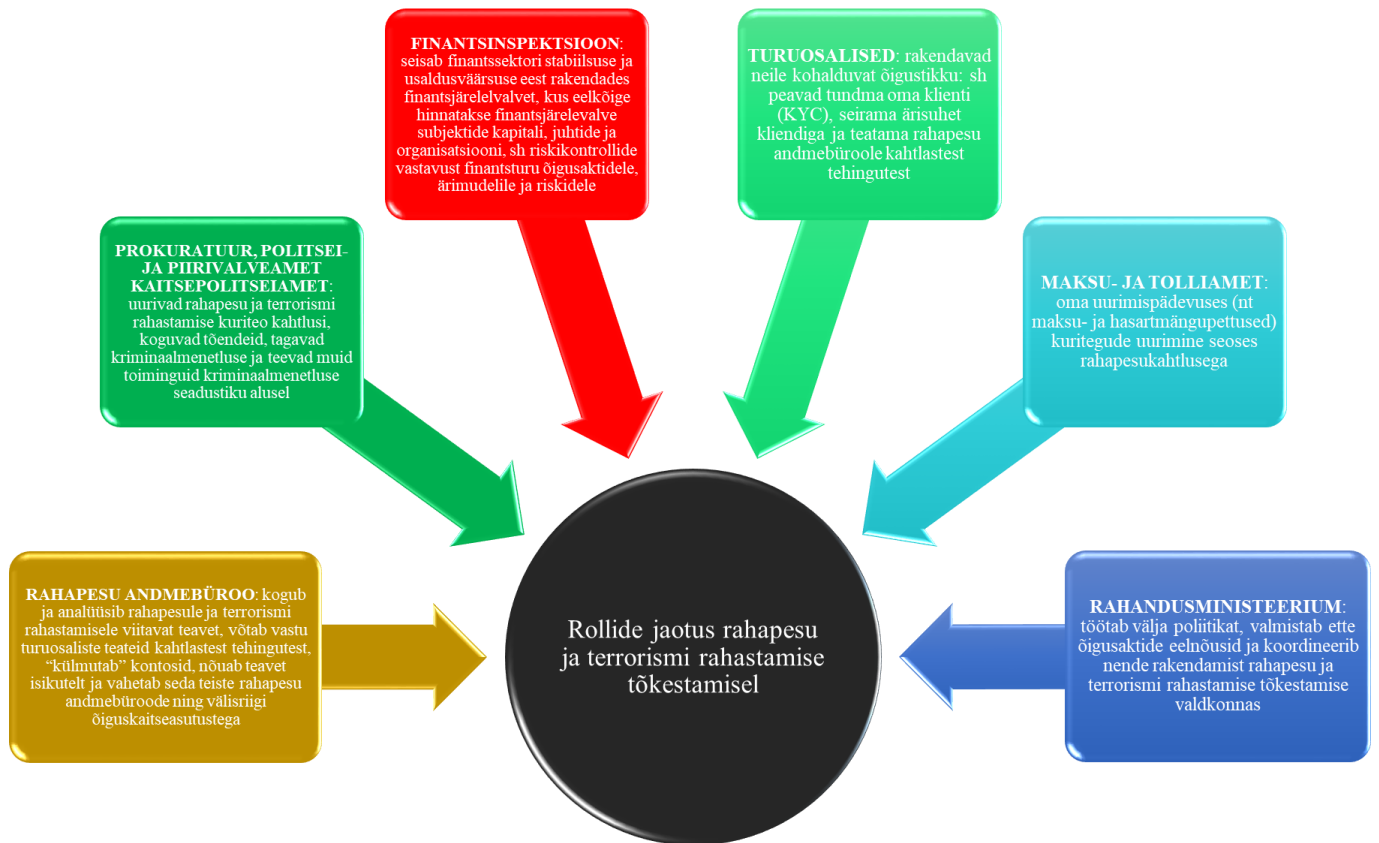 FINANTSINSPEKTSIOON:
seisab finantssektori stabiilsuse ja
usaldusväärsuse eest rakendades
finantsjärelelvalvet, kus eelkõige
hinnatakse finantsjärelevalve
subjektide kapitali, juhtide ja
organisatsiooni, sh riskikontrollide
vastavust finantsturu õigusaktidele,
ärimudelile ja riskidele
TURUOSALISED: rakendavad
neile kohalduvat õigustikku: sh
peavad tundma oma klienti
(KYC), seirama ärisuhet
kliendiga ja teatama rahapesu
andmebüroole kahtlastest
tehingutest
PROKURATUUR, POLITSEI-
JA PIIRIVALVEAMET
KAITSEPOLITSEIAMET:
uurivad rahapesu ja terrorismi
rahastamise kuriteo kahtlusi,
koguvad tõendeid, tagavad
kriminaalmenetluse ja teevad muid
toiminguid kriminaalmenetluse
seadustiku alusel
MAKSU- JA TOLLIAMET:
oma uurimispädevuses (nt
maksu- ja hasartmängupettused)
kuritegude uurimine seoses
rahapesukahtlusega
RAHAPESU ANDMEBÜROO: kogub
ja analüüsib rahapesule ja terrorismi
rahastamisele viitavat teavet, võtab vastu
turuosaliste teateid kahtlastest tehingutest,
“külmutab” kontosid, nõuab teavet
isikutelt ja vahetab seda teiste rahapesu
andmebüroode ning välisriigi
õiguskaitseasutustega
Rollide jaotus rahapesu
ja terrorismi rahastamise
tõkestamisel
RAHANDUSMINISTEERIUM:
töötab välja poliitikat, valmistab ette
õigusaktide eelnõusid ja koordineerib
nende rakendamist rahapesu ja
terrorismi rahastamise tõkestamise
valdkonnas